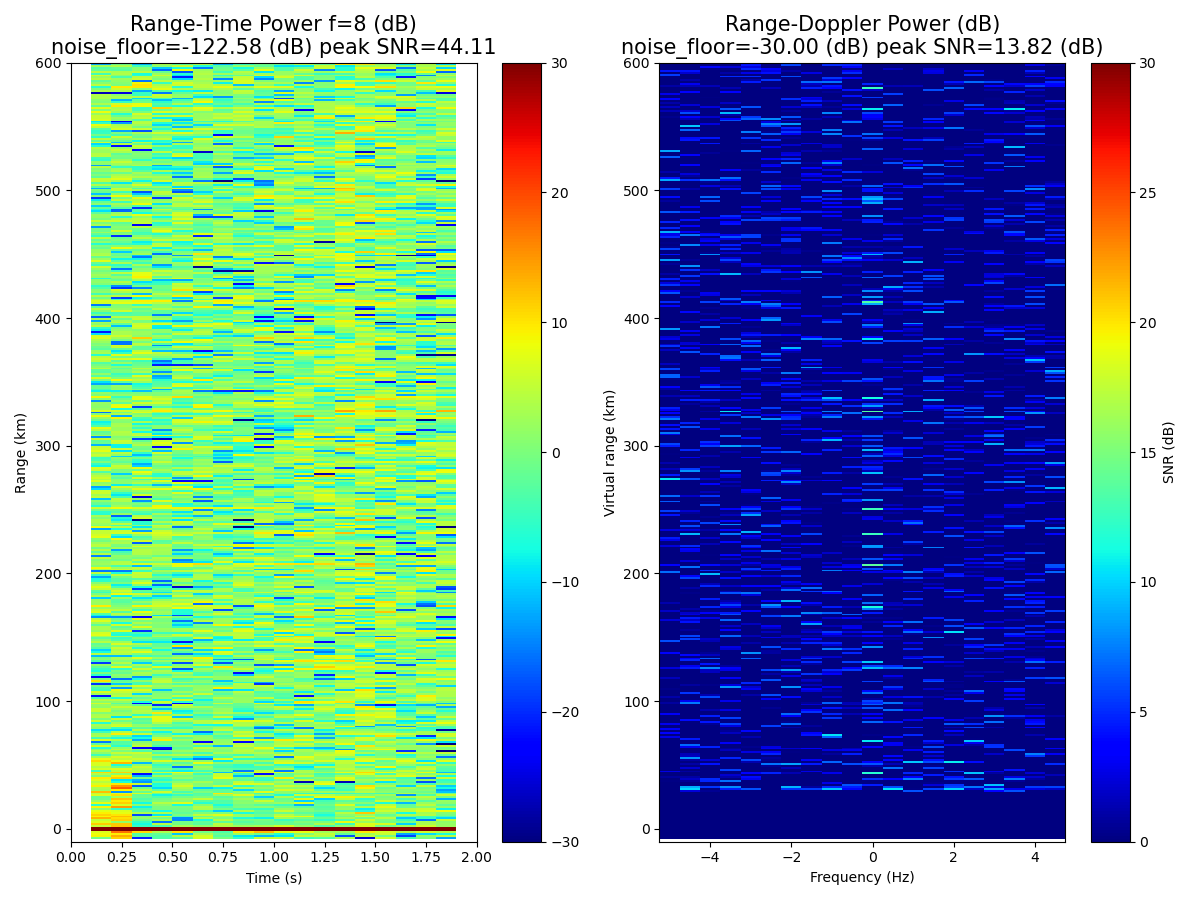 Range-Time Power f=8 (dB)
noise_floor=-122.58 (dB) peak SNR=44.11
Range-Doppler Power (dB)
noise_floor=-30.00 (dB) peak SNR=13.82 (dB)
600
500
400
300
200
100
0
Range (km)
0.00 0.25 0.50 0.75 1.00 1.25 1.50 1.75 2.00
Time (s)
30
20
10
0
−10
−20
−30
600
500
400
300
200
100
0
Virtual range (km)
−4 −2 0 2 4
Frequency (Hz)
30
25
20
15
10
5
0
SNR (dB)